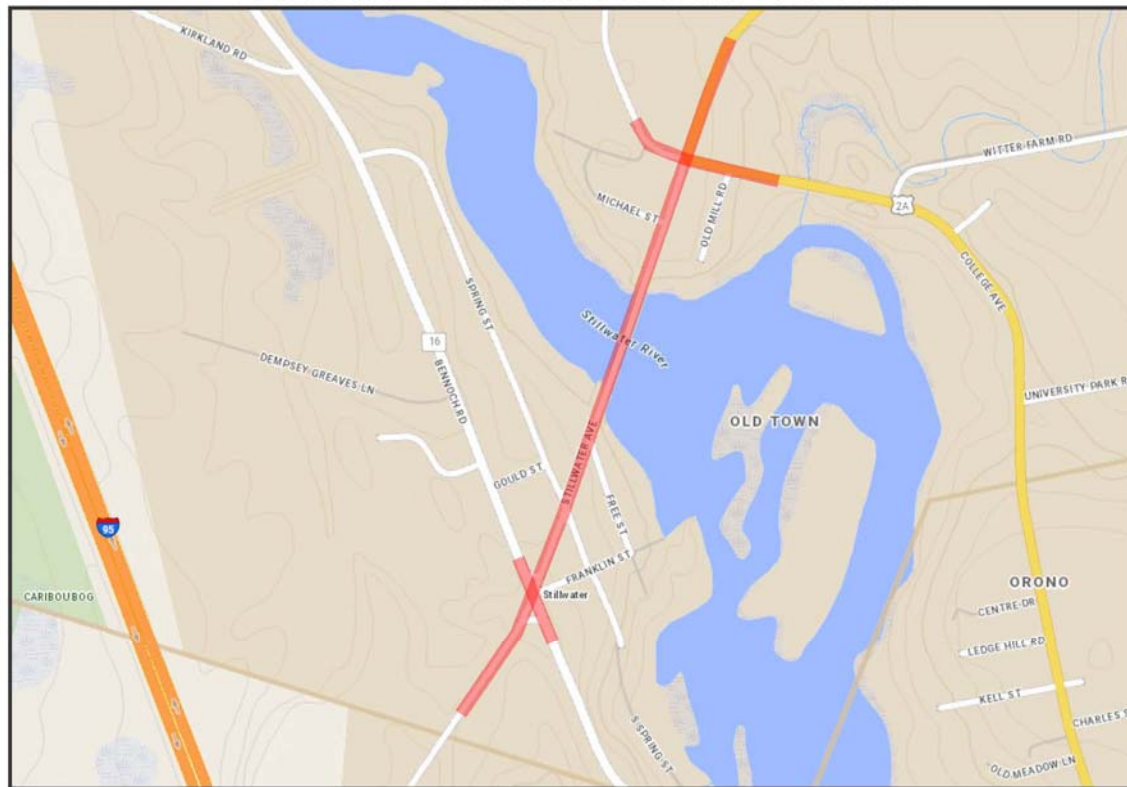 KIRKLAND RD
WITTER FARM RD
2A
MICHAEL ST
OLD MILL RD
COLLEGE AVE
SPRING ST
Stillwater River
16
BENNOCH RD
DEMPSEY GREAVES LN
UNIVERSITY PARK R
OLD TOWN
STILLWATER AVE
GOULD ST
FREE ST
95
FRANKLIN ST
Stillwater
ORONO
CARIBOUBOG
CENTRE DR
LEDGE HILL RD
KELL ST
CHARLES S
S SPRING ST
OLD MEADOW LN